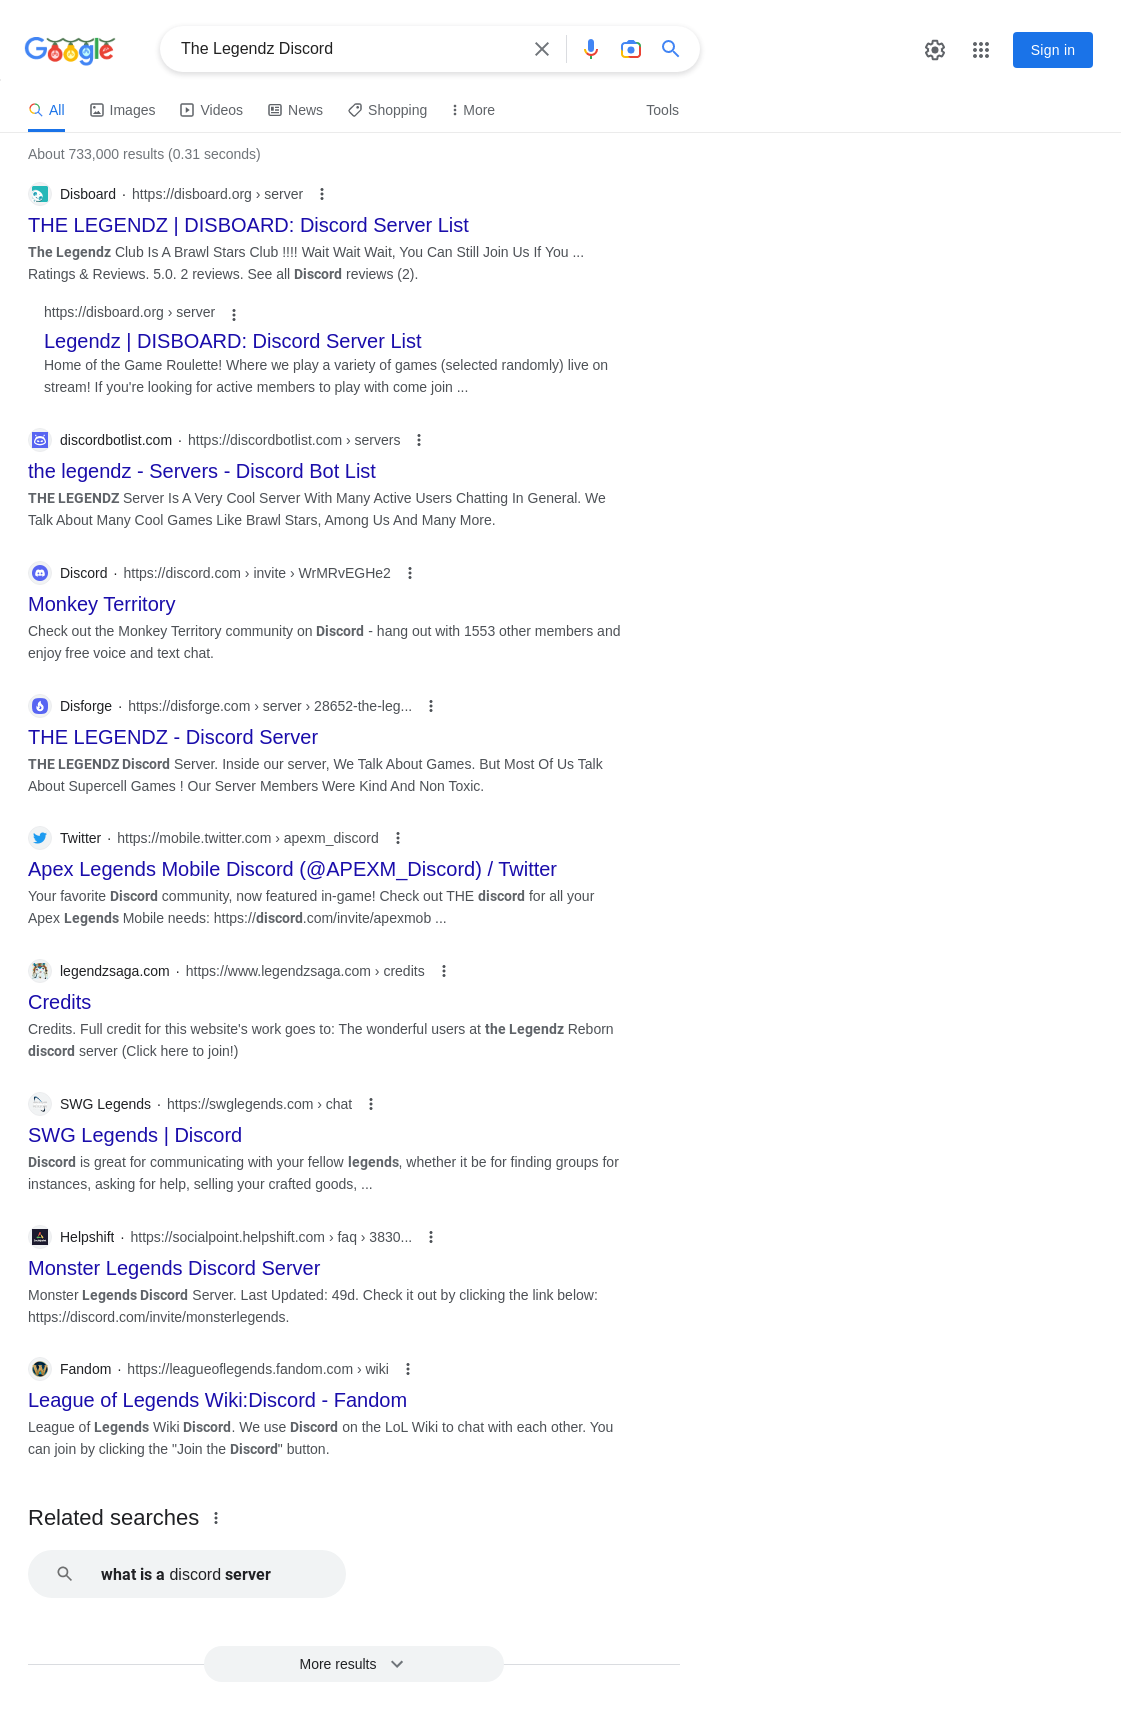 Google
The Legendz Discord
Sign in
All
Images
Videos
News
Shopping
More
Tools
About 733,000 results (0.31 seconds)
Disboard · https://disboard.org › server
THE LEGENDZ | DISBOARD: Discord Server List
The Legendz Club Is A Brawl Stars Club !!!! Wait Wait Wait, You Can Still Join Us If You ...
Ratings & Reviews. 5.0. 2 reviews. See all Discord reviews (2).
https://disboard.org › server
Legendz | DISBOARD: Discord Server List
Home of the Game Roulette! Where we play a variety of games (selected randomly) live on
stream! If you're looking for active members to play with come join ...
discordbotlist.com · https://discordbotlist.com › servers
the legendz - Servers - Discord Bot List
THE LEGENDZ Server Is A Very Cool Server With Many Active Users Chatting In General. We
Talk About Many Cool Games Like Brawl Stars, Among Us And Many More.
Discord · https://discord.com › invite › WrMRvEGHe2
Monkey Territory
Check out the Monkey Territory community on Discord - hang out with 1553 other members and
enjoy free voice and text chat.
Disforge · https://disforge.com › server › 28652-the-leg...
THE LEGENDZ - Discord Server
THE LEGENDZ Discord Server. Inside our server, We Talk About Games. But Most Of Us Talk
About Supercell Games ! Our Server Members Were Kind And Non Toxic.
Twitter · https://mobile.twitter.com › apexm_discord
Apex Legends Mobile Discord (@APEXM_Discord) / Twitter
Your favorite Discord community, now featured in-game! Check out THE discord for all your
Apex Legends Mobile needs: https://discord.com/invite/apexmob ...
legendzsaga.com · https://www.legendzsaga.com › credits
Credits
Credits. Full credit for this website's work goes to: The wonderful users at the Legendz Reborn
discord server (Click here to join!)
SWG Legends · https://swglegends.com › chat
SWG Legends | Discord
Discord is great for communicating with your fellow legends, whether it be for finding groups for
instances, asking for help, selling your crafted goods, ...
Helpshift · https://socialpoint.helpshift.com › faq › 3830...
Monster Legends Discord Server
Monster Legends Discord Server. Last Updated: 49d. Check it out by clicking the link below:
https://discord.com/invite/monsterlegends.
Fandom · https://leagueoflegends.fandom.com › wiki
League of Legends Wiki:Discord - Fandom
League of Legends Wiki Discord. We use Discord on the LoL Wiki to chat with each other. You
can join by clicking the "Join the Discord" button.
Related searches
what is a discord server
More results